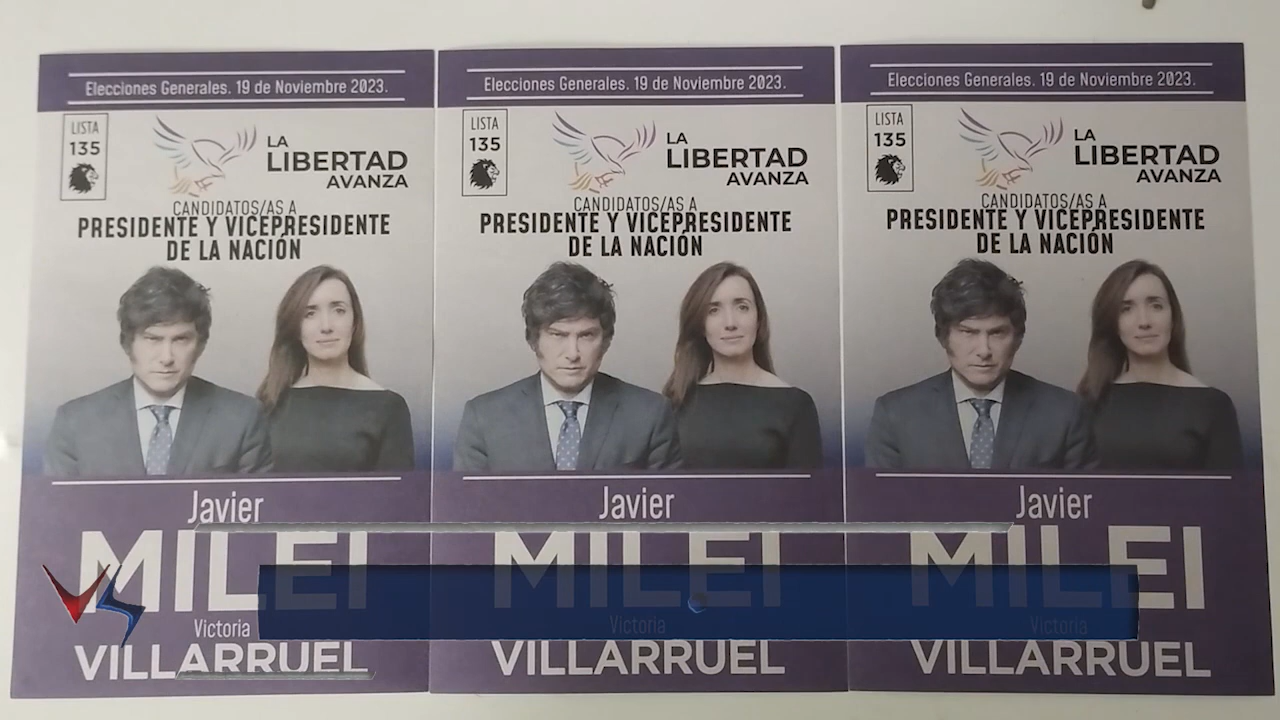 Elecciones Generales. 19 de Noviembre 2023.
LISTA
135
LA
LIBERTAD
AVANZA
CANDIDATOS/AS A
PRESIDENTE Y VICEPRESIDENTE
DE LA NACIÓN
Javier
MILEI
Victoria
VILLARRUEL
Elecciones Generales. 19 de Noviembre 2023.
LISTA
135
LA
LIBERTAD
AVANZA
CANDIDATOS/AS A
PRESIDENTE Y VICEPRESIDENTE
DE LA NACIÓN
Javier
MILEI
Victoria
VILLARRUEL
Elecciones Generales. 19 de Noviembre 2023.
LISTA
135
LA
LIBERTAD
AVANZA
CANDIDATOS/AS A
PRESIDENTE Y VICEPRESIDENTE
DE LA NACIÓN
Javier
MILEI
Victoria
VILLARRUEL
VS